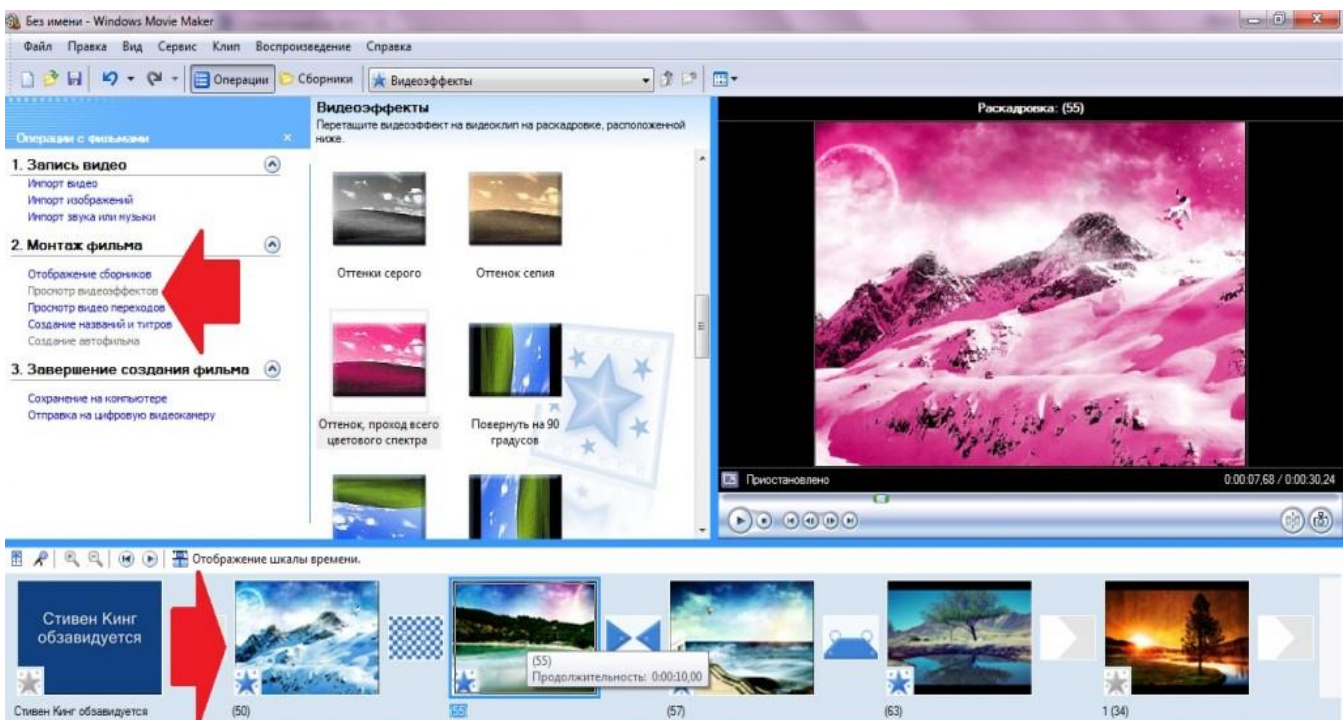 Без имени - Windows Movie Maker
Файл Правка Вид Сервис Клип Воспроизведение Справка
Операции Сборники Видеоэффекты
Операции с фильмами
1. Запись видео
Импорт видео
Импорт изображений
Импорт звука или музыки
2. Монтаж фильма
Отображение сборников
Просмотр видеоэффектов
Просмотр видео переходов
Создание названий и титров
Создание автофильма
3. Завершение создания фильма
Сохранение на компьютере
Отправка на цифровую видеокамеру
Видеоэффекты
Перетащите видеоэффект на видеоклип на раскадровке, расположенной
ниже.
Оттенки серого
Оттенок сепия
Оттенок, проход всего
цветового спектра
Повернуть на 90
градусов
Раскадровка: (55)
Приостановлено
0:00:07,68 / 0:00:30,24
Отображение шкалы времени.
Стивен Кинг
обзавидуется
(55)
Продолжительность: 0:00:10,00
Стивен Кинг обзавидуется
(50)
(55)
(57)
(63)
1 (34)